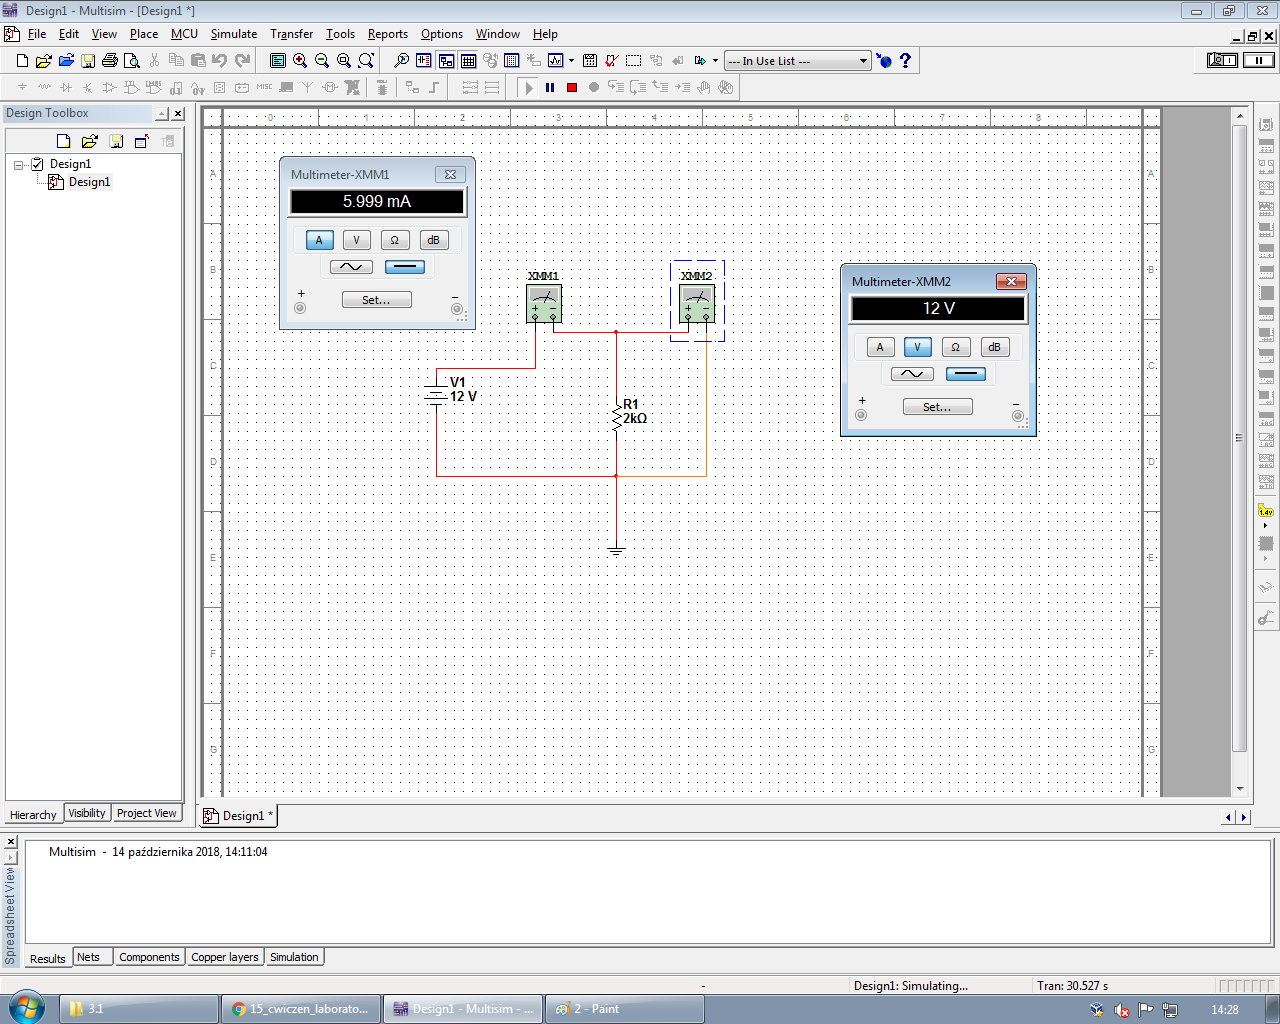 Design1 - Multisim - [Design1 *]
File Edit View Place MCU Simulate Transfer Tools Reports Options Window Help
--- In Use List ---
MISC
Design Toolbox
Design1
Design1
Hierarchy Visibility Project View
0 1 2 3 4 5 6 7 8
A A
B B
C C
D D
E E
F F
G G
Multimeter-XMM1
5.999 mA
A V Ω dB
+ Set... −
XMM1
XMM2
+ − + −
V1
12 V
R1
2kΩ
Multimeter-XMM2
12 V
A V Ω dB
+ Set... −
1.4v
Design1 *
Spreadsheet View
Multisim - 14 października 2018, 14:11:04
Results Nets Components Copper layers Simulation
- Design1: Simulating... Tran: 30.527 s
3.1 15_cwiczen_laborato... Design1 - Multisim - ... 2 - Paint 14:28